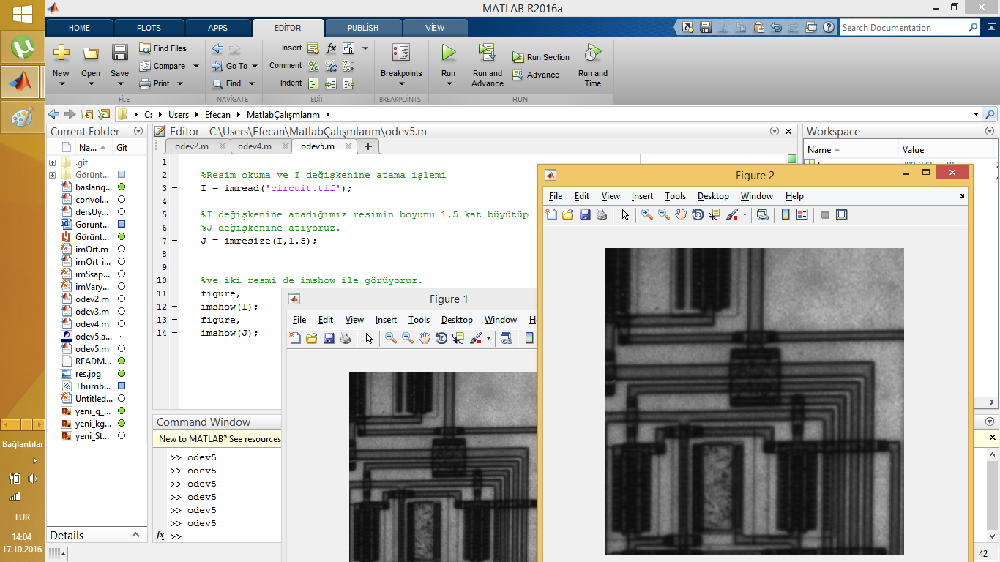 MATLAB R2016a
HOME PLOTS APPS EDITOR PUBLISH VIEW
Search Documentation
New Open Save
Find Files
Compare
Print
FILE
Go To
Find
NAVIGATE
Insert
Comment
Indent
EDİT
Breakpoints
BREAKPOİNTS
Run
Run and Advance
Run Section
Advance
Run and Time
RUN
C: Users Efecan MatlabÇalışmlarım
Current Folder
Na... Git
.git
Görünt...
baslang...
convol...
dersUy...
Görünt...
Görünt...
imOrt.m
imOrt_i...
imSsap...
imVary...
odev2.m
odev3.m
odev4.m
odev5.a...
odev5.m
READM...
res.jpg
Thumb...
Untitled...
yeni_g_...
yeni_kg...
yeni_St...
Details
Editor - C:\Users\Efecan\MatlabÇalışmlarım\odev5.m
odev2.m odev4.m odev5.m
1
2 %Resim okuma ve I değişkenine atama işlemi
3 I = imread('circuit.tif');
4
5 %I değişkenine atadığımız resimin boyunu 1.5 kat büyütüp
6 %J değişkenine atıyoruz.
7 J = imresize(I,1.5);
8
9
10 %ve iki resmi de imshow ile görüyoruz.
11 figure,
12 imshow(I);
13 figure,
14 imshow(J);
Command Window
New to MATLAB? See resources
>> odev5
>> odev5
>> odev5
>> odev5
>> odev5
>> odev5
fx >>
Workspace
Name Value
Figure 1
File Edit View Insert Tools Desktop Window
Figure 2
File Edit View Insert Tools Desktop Window Help
Bağlantılar
TUR
14:04
17.10.2016
42